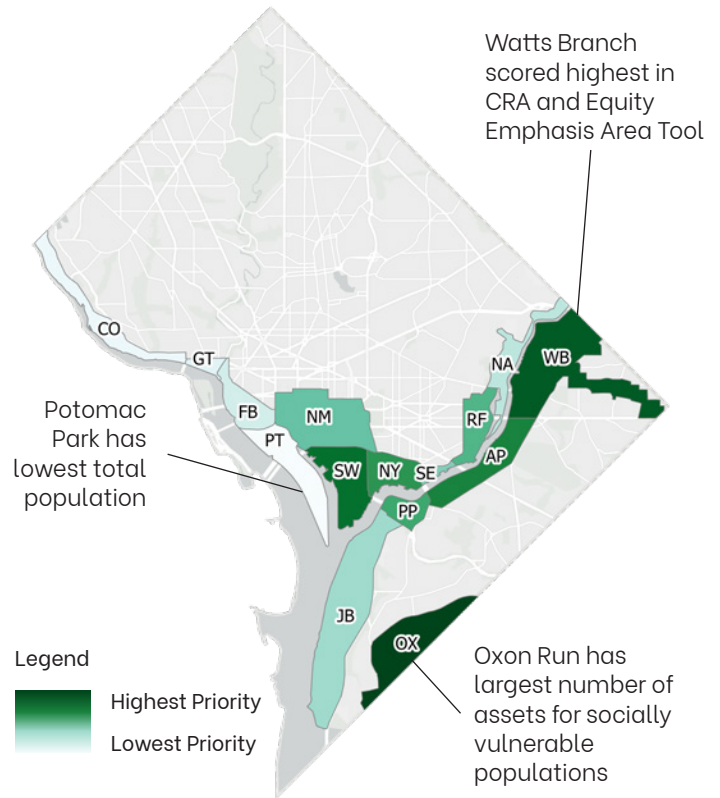 Watts Branch
scored highest in
CRA and Equity
Emphasis Area Tool
CO
GT
NA
WB
FB
NM
RF
PT
SW
NY
SE
AP
PP
JB
OX
Potomac
Park has
lowest total
population
Oxon Run has
largest number of
assets for socially
vulnerable
populations
Legend
Highest Priority
Lowest Priority